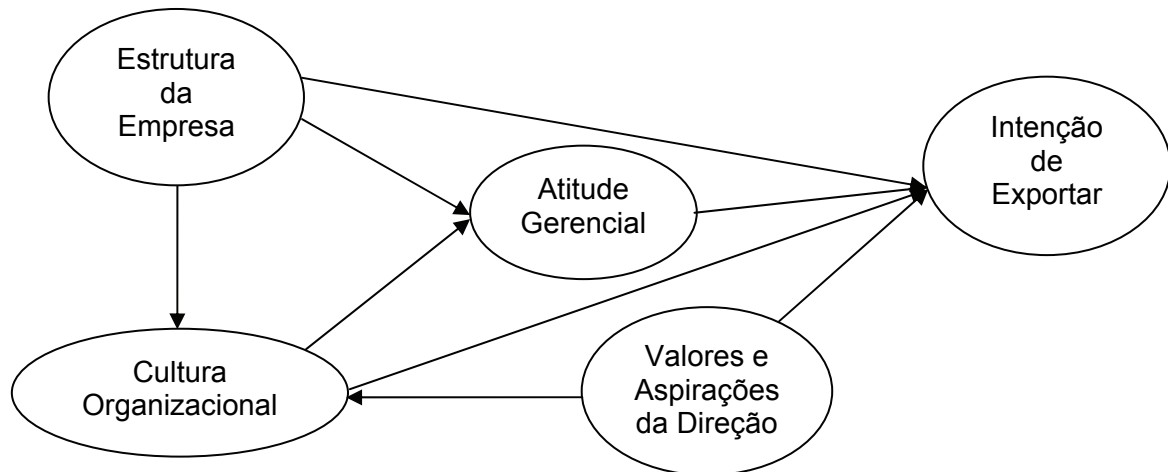 Estrutura
da
Empresa
Intenção
de
Exportar
Atitude
Gerencial
Cultura
Organizacional
Valores e
Aspirações
da Direção